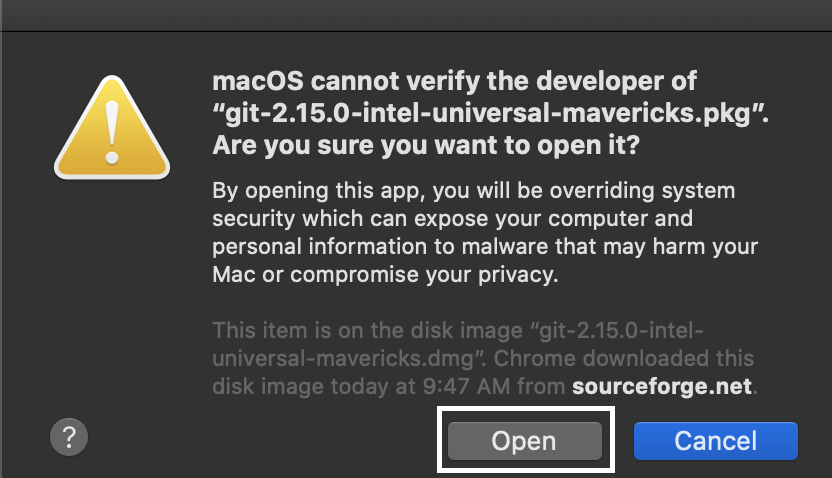 macOS cannot verify the developer of
“git-2.15.0-intel-universal-mavericks.pkg”.
Are you sure you want to open it?
By opening this app, you will be overriding system
security which can expose your computer and
personal information to malware that may harm your
Mac or compromise your privacy.
This item is on the disk image “git-2.15.0-intel-
universal-mavericks.dmg”. Chrome downloaded this
disk image today at 9:47 AM from sourceforge.net.
? Open Cancel